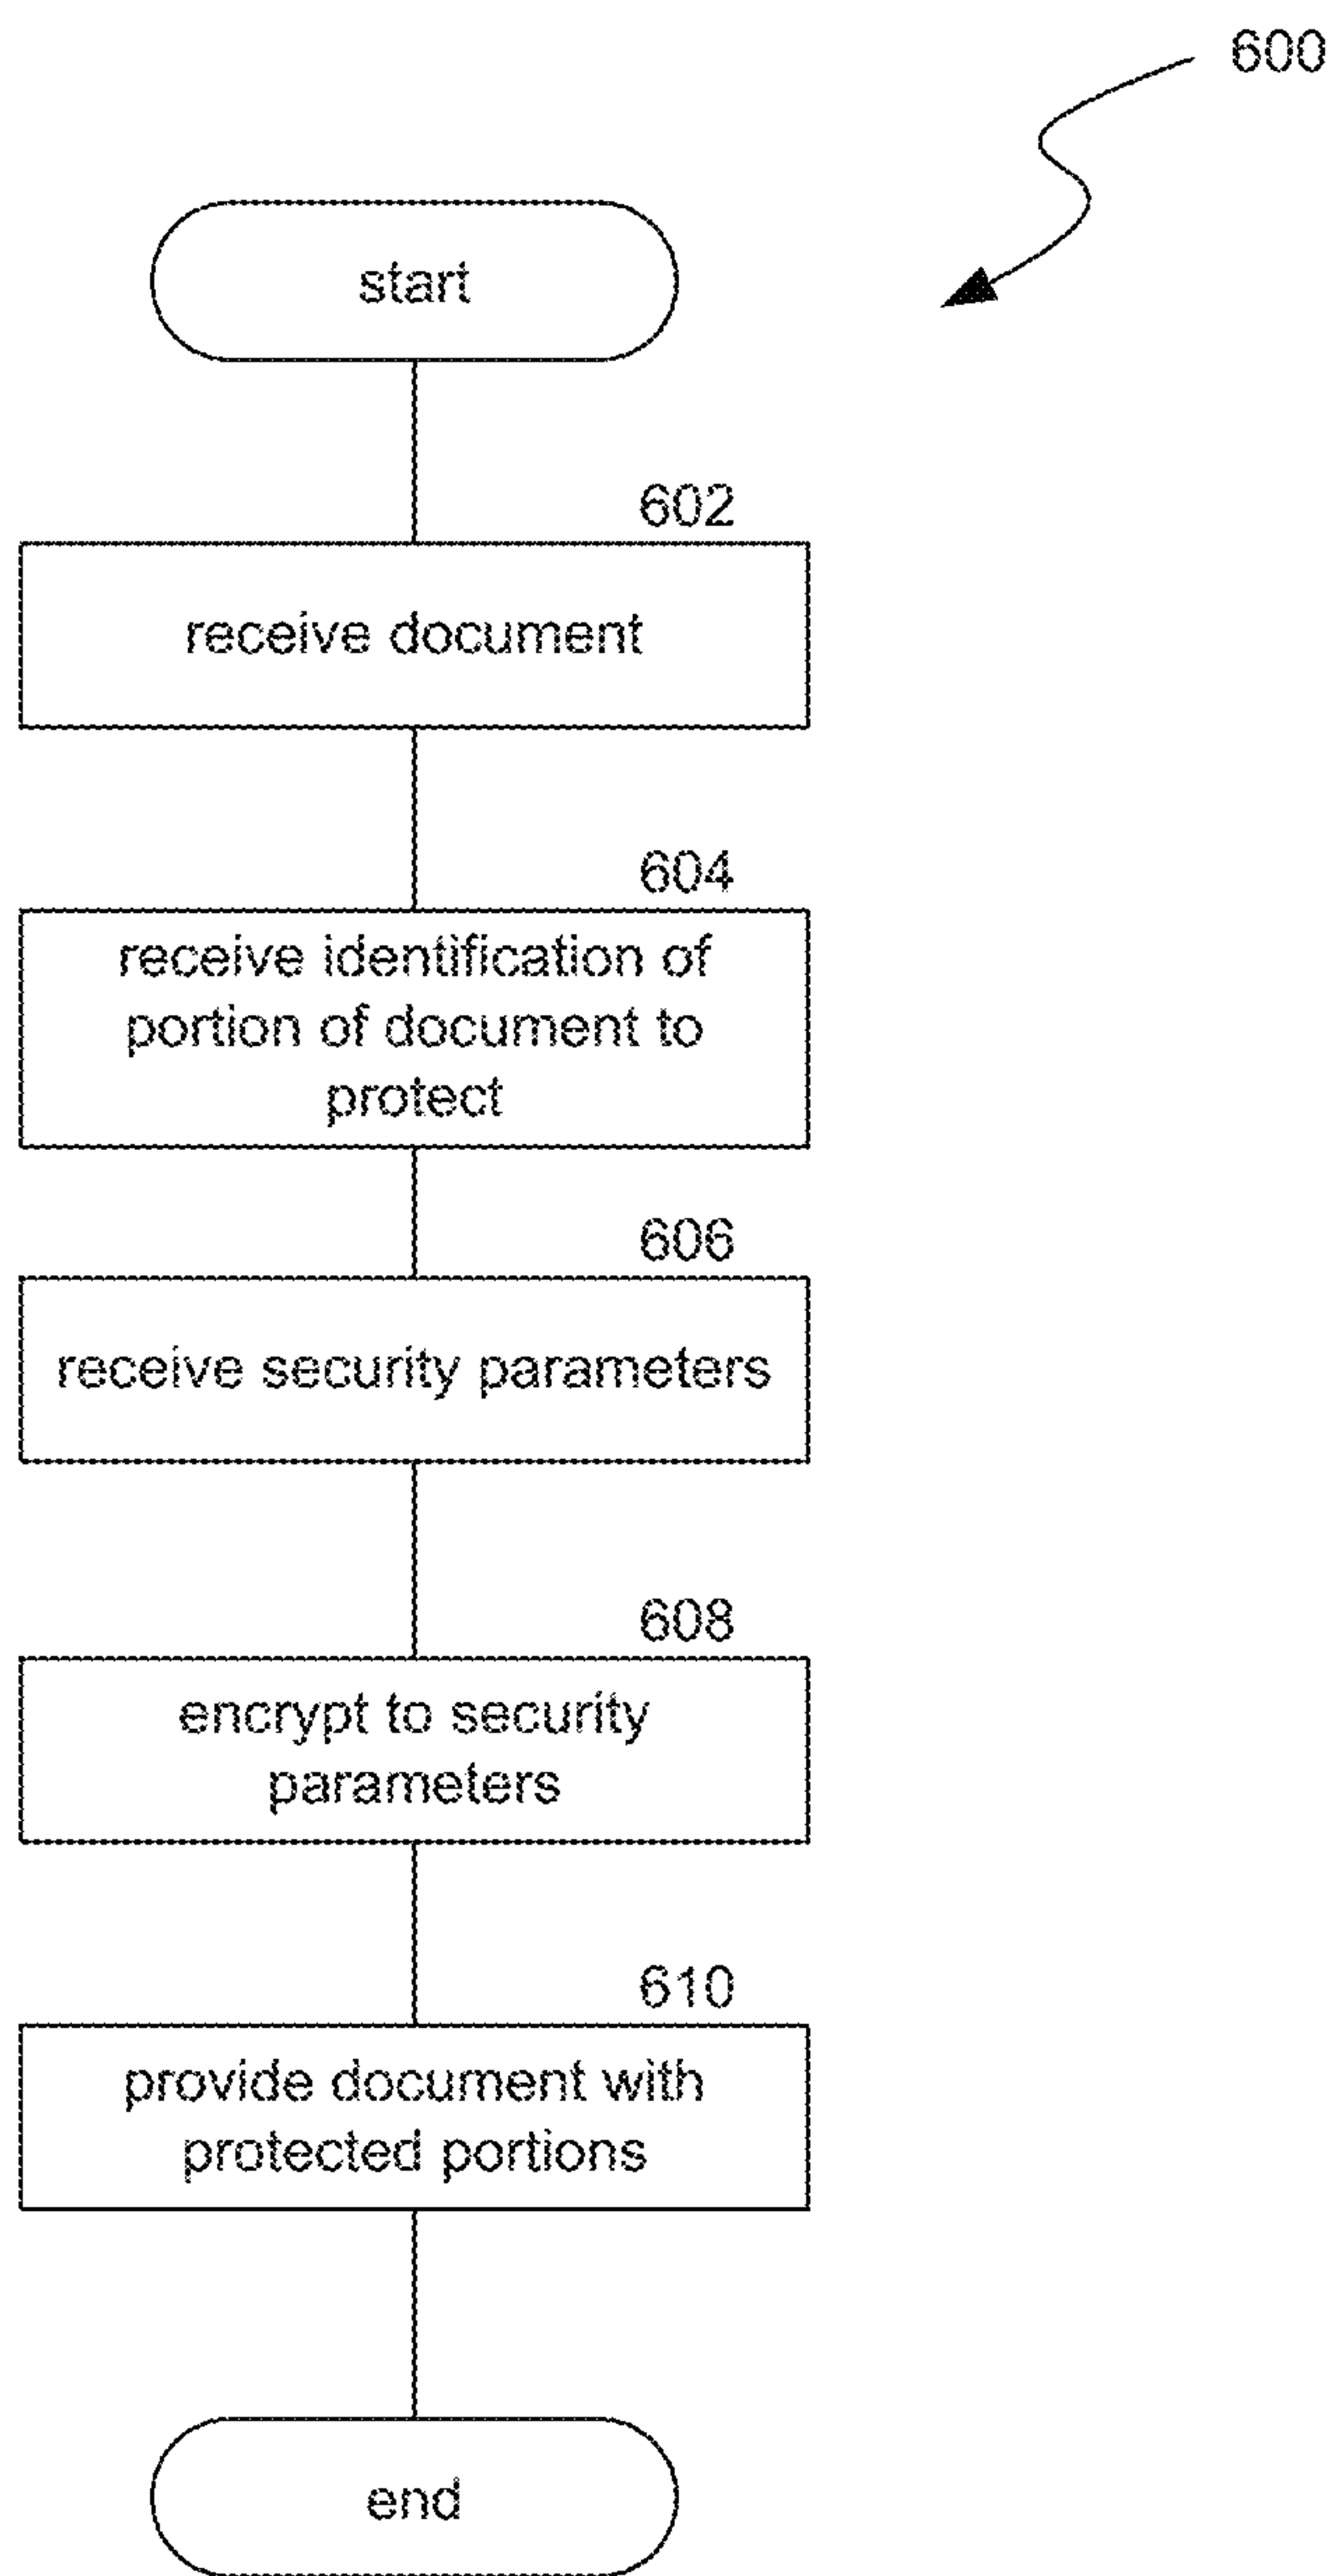 600
start
602
receive document
604
receive identification of
portion of document to
protect
606
receive security parameters
608
encrypt to security
parameters
610
provide document with
protected portions
end